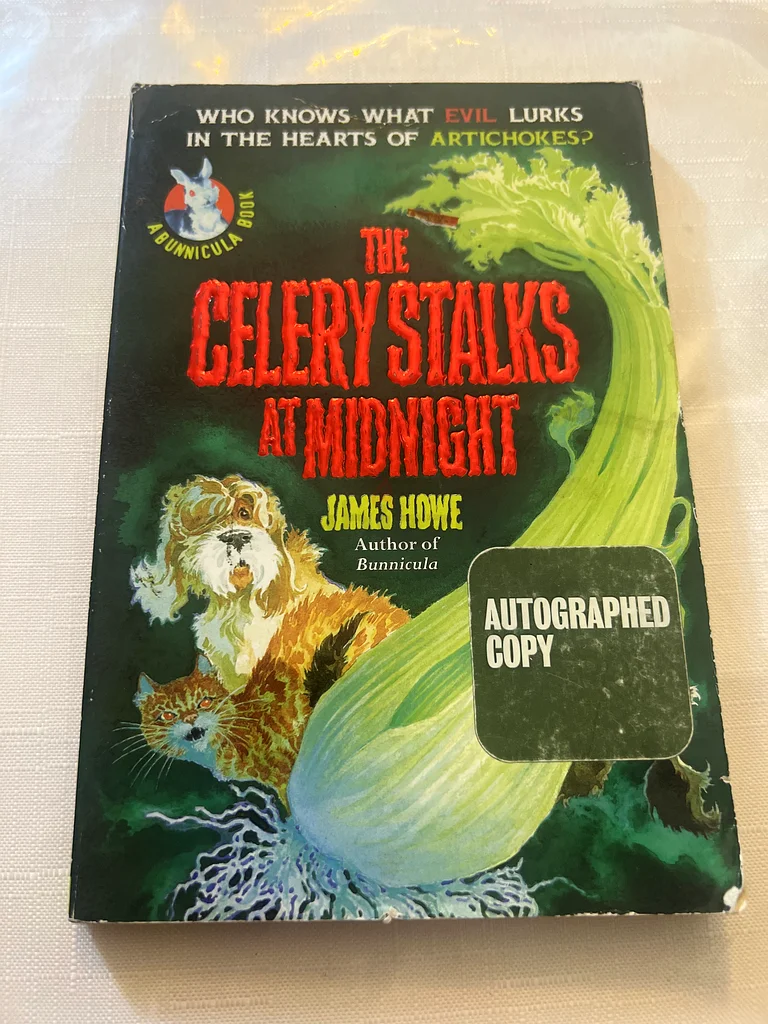 WHO KNOWS WHAT EVIL LURKS
IN THE HEARTS OF ARTICHOKES?
A BUNNICULA BOOK
THE
CELERY STALKS
AT MIDNIGHT
JAMES HOWE
Author of
Bunnicula
AUTOGRAPHED
COPY